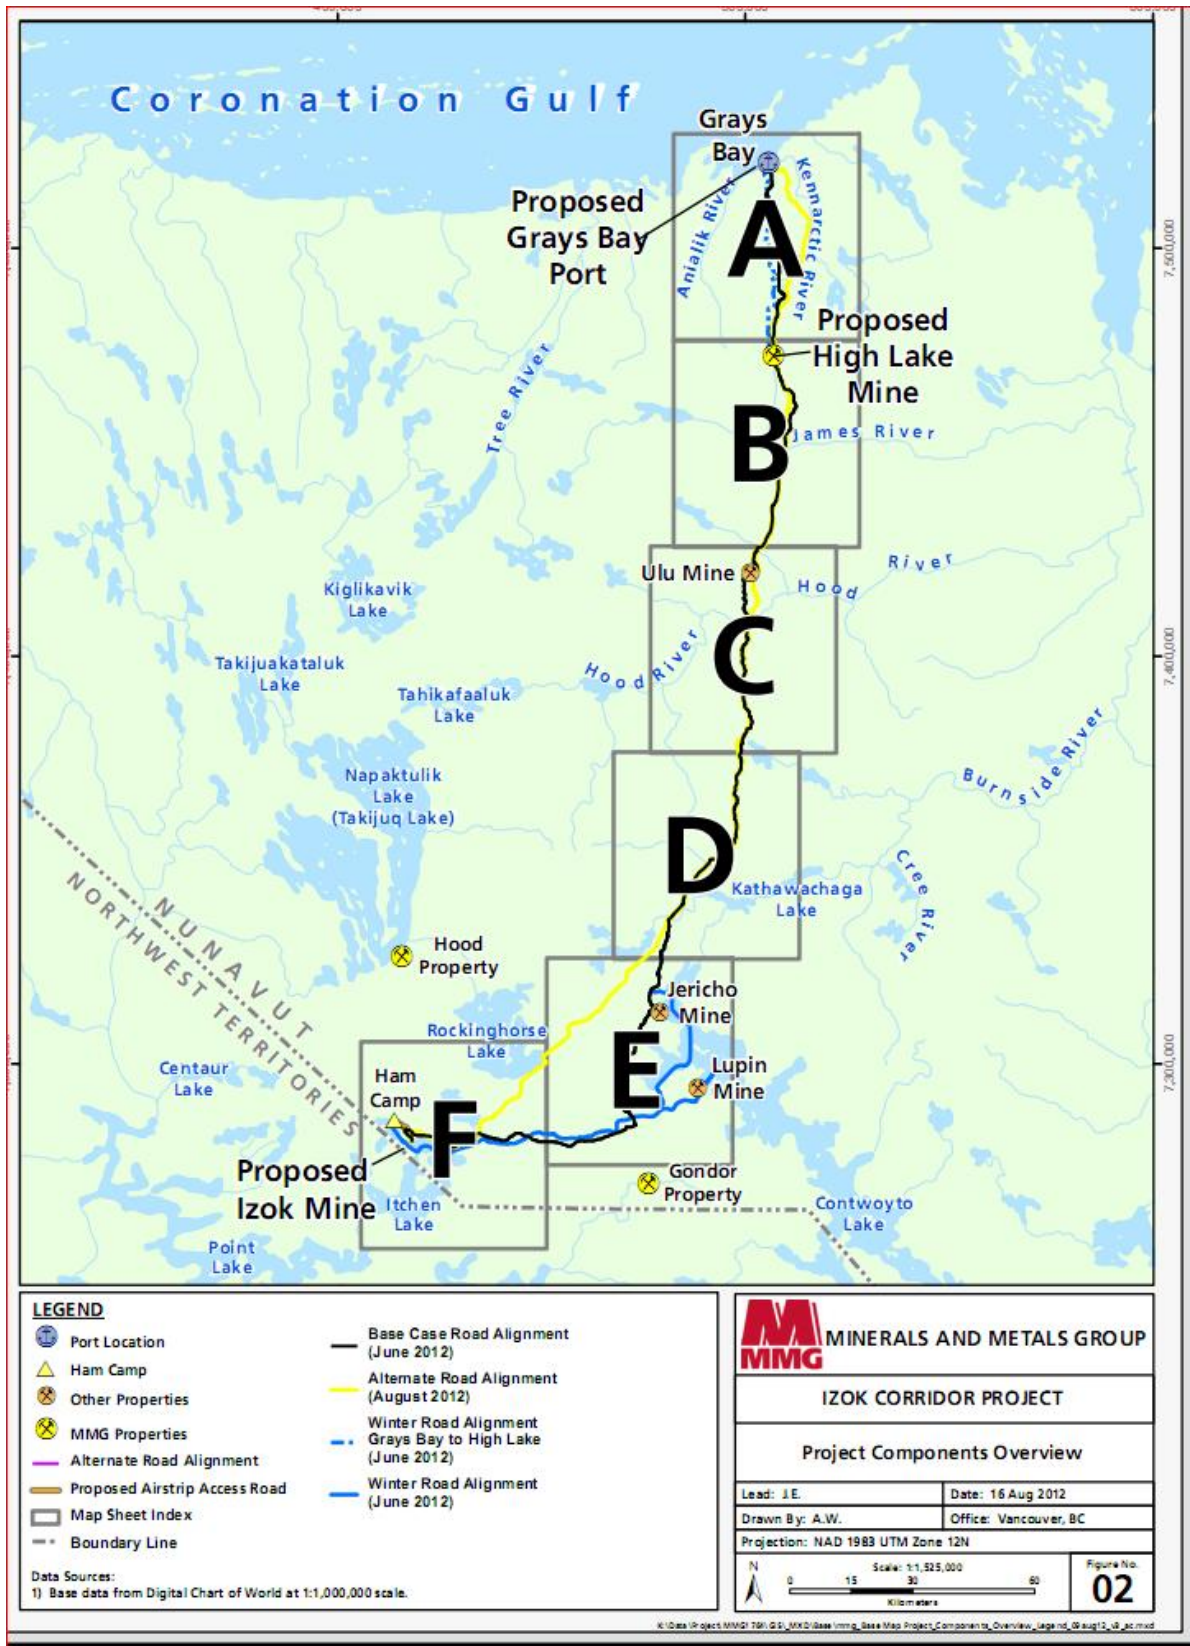 Coronation Gulf
Grays
Bay
Proposed
Grays Bay
Port
Anialik River
Kennarctic River
A
7,500,000
Proposed
High Lake
Mine
Tree River
B
James River
Ulu Mine
Hood River
Kiglikavik
Lake
C
Hood River
Takijuakataluk
Lake
Tahikafaaluk
Lake
7,400,000
Burnside River
Napaktulik
Lake
(Takijuq Lake)
D
Kathawachaga
Lake
Cree River
NUNAVUT
NORTHWEST TERRITORIES
Hood
Property
Jericho
Mine
Rockinghorse
Lake
E
Lupin
Mine
7,300,000
Centaur
Lake
Ham
Camp
F
Proposed
Izok Mine
Gondor
Property
Itchen
Lake
Contwoyto
Lake
Point
Lake
LEGEND
Port Location
Ham Camp
Other Properties
MMG Properties
Alternate Road Alignment
Proposed Airstrip Access Road
Map Sheet Index
Boundary Line
Base Case Road Alignment
(June 2012)
Alternate Road Alignment
(August 2012)
Winter Road Alignment
Grays Bay to High Lake
(June 2012)
Winter Road Alignment
(June 2012)
Data Sources:
1) Base data from Digital Chart of World at 1:1,000,000 scale.
MMG
MINERALS AND METALS GROUP
IZOK CORRIDOR PROJECT
Project Components Overview
Lead: J.E.
Date: 16 Aug 2012
Drawn By: A.W.
Office: Vancouver, BC
Projection: NAD 1983 UTM Zone 12N
N
Scale: 1:1,525,000
0 15 30 60
Kilometers
Figure No.
02